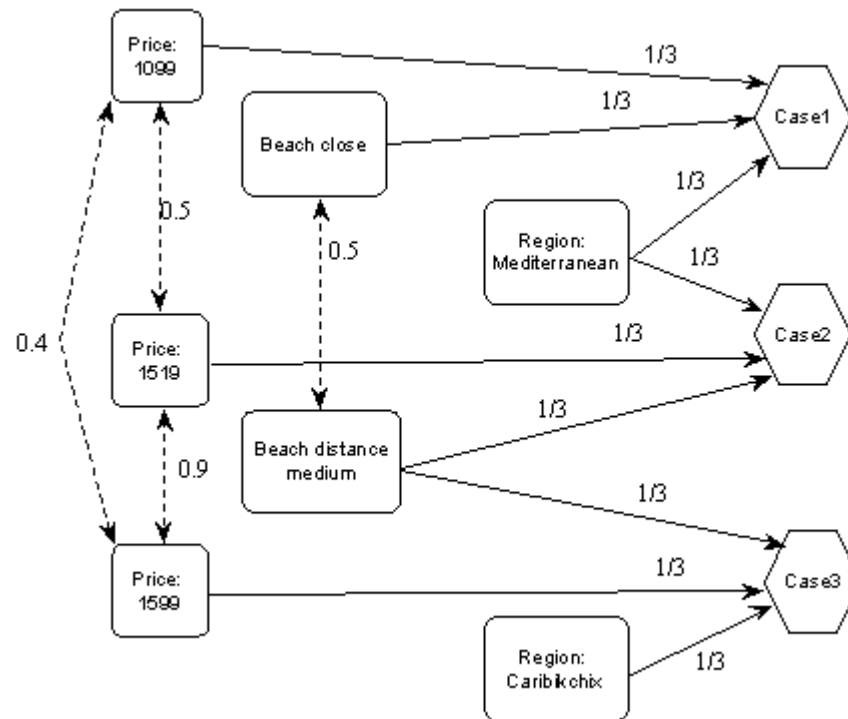 Price:
1099
1/3
1/3
Case1
Beach close
1/3
0.5
Region:
Mediterranean
0.5
1/3
0.4
Price:
1519
1/3
Case2
1/3
Beach distance
medium
0.9
1/3
Price:
1599
1/3
Case3
Region:
Caribikchix
1/3